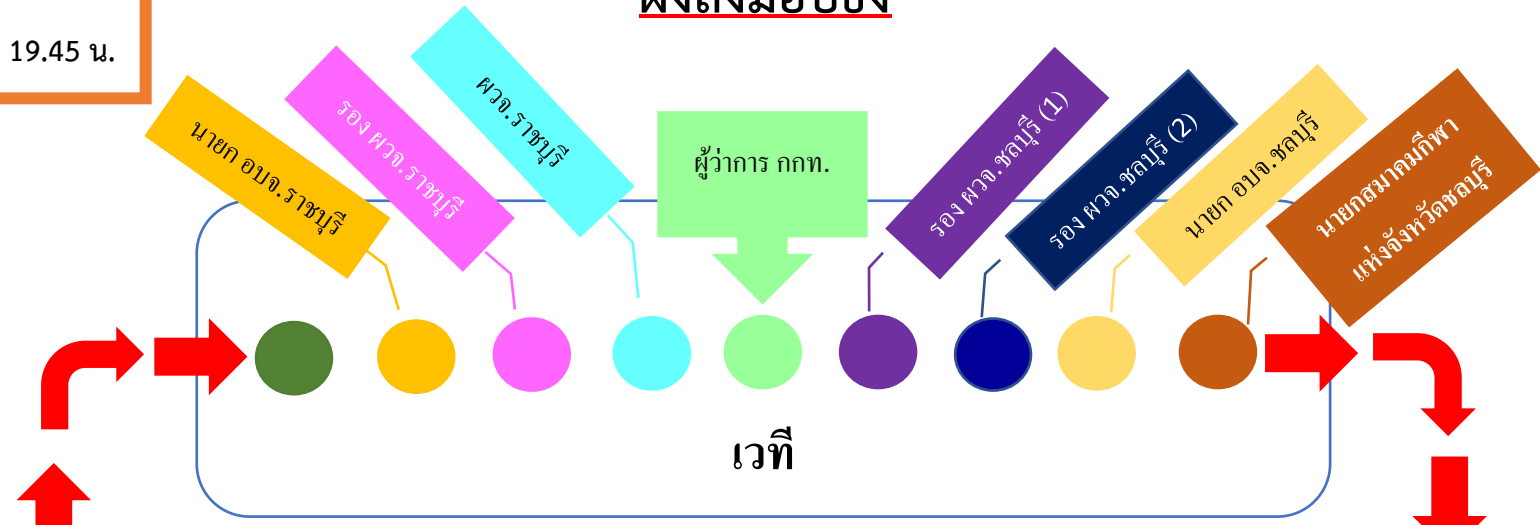 19.45 น.
นายก อบจ.ราชบุรี
รอง ผวจ.ราชบุรี
ผวจ.ราชบุรี
ผู้ว่าการ กกท.
รอง ผวจ.ชลบุรี (1)
รอง ผวจ.ชลบุรี (2)
นายก อบจ.ชลบุรี
นายกสมาคมกีฬา
แห่งจังหวัดชลบุรี
เวที